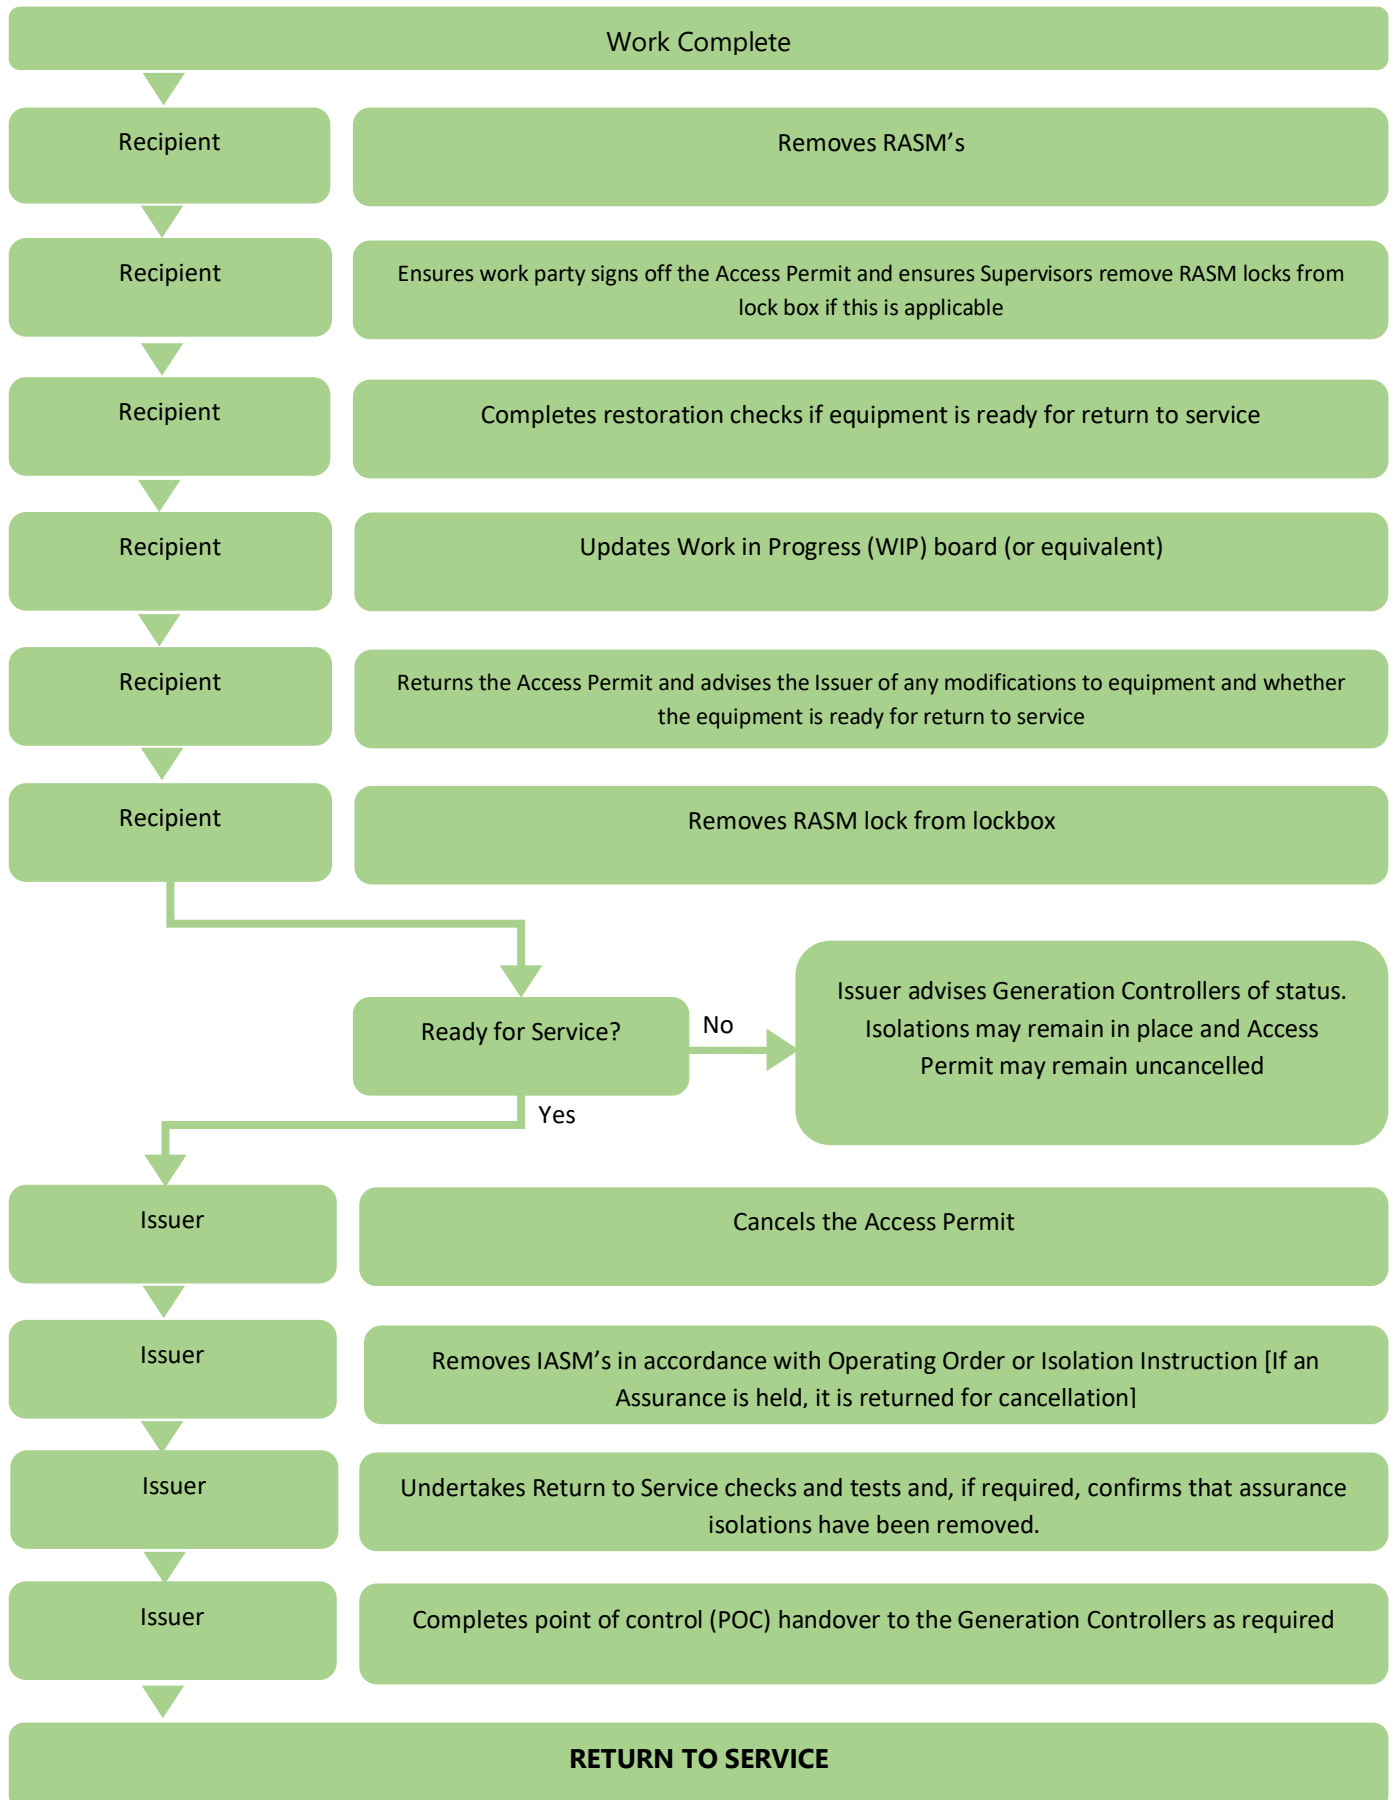 Work Complete
Recipient
Removes RASM’s
Recipient
Ensures work party signs off the Access Permit and ensures Supervisors remove RASM locks from
lock box if this is applicable
Recipient
Completes restoration checks if equipment is ready for return to service
Recipient
Updates Work in Progress (WIP) board (or equivalent)
Recipient
Returns the Access Permit and advises the Issuer of any modifications to equipment and whether
the equipment is ready for return to service
Recipient
Removes RASM lock from lockbox
Ready for Service?
No
Issuer advises Generation Controllers of status.
Isolations may remain in place and Access
Permit may remain uncancelled
Yes
Issuer
Cancels the Access Permit
Issuer
Removes IASM’s in accordance with Operating Order or Isolation Instruction [If an
Assurance is held, it is returned for cancellation]
Issuer
Undertakes Return to Service checks and tests and, if required, confirms that assurance
isolations have been removed.
Issuer
Completes point of control (POC) handover to the Generation Controllers as required
RETURN TO SERVICE